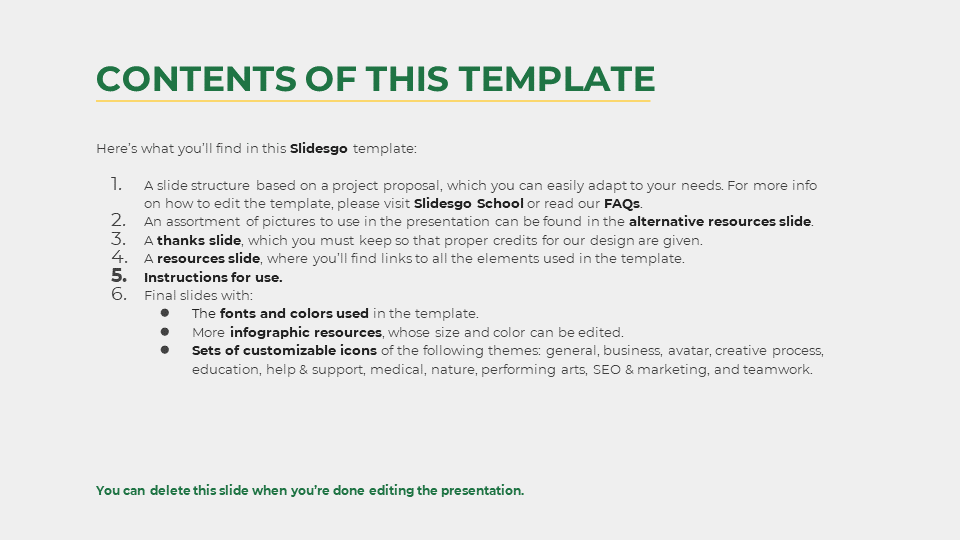 CONTENTS OF THIS TEMPLATE
Here’s what you’ll find in this Slidesgo template:
1. A slide structure based on a project proposal, which you can easily adapt to your needs. For more info
on how to edit the template, please visit Slidesgo School or read our FAQs.
2. An assortment of pictures to use in the presentation can be found in the alternative resources slide.
3. A thanks slide, which you must keep so that proper credits for our design are given.
4. A resources slide, where you’ll find links to all the elements used in the template.
5. Instructions for use.
6. Final slides with:
● The fonts and colors used in the template.
● More infographic resources, whose size and color can be edited.
● Sets of customizable icons of the following themes: general, business, avatar, creative process,
education, help & support, medical, nature, performing arts, SEO & marketing, and teamwork.
You can delete this slide when you’re done editing the presentation.